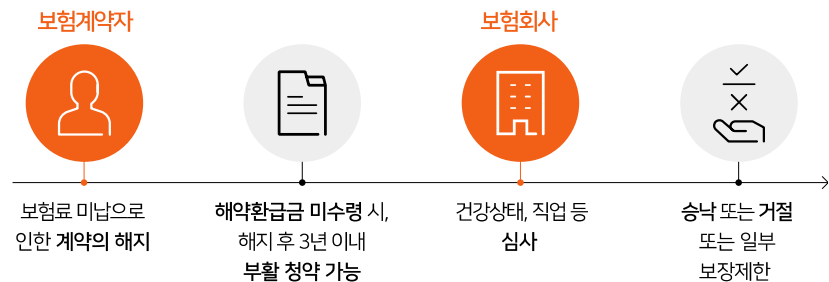 보험계약자
보험회사
보험료 미납으로
인한 계약의 해지
해약환급금 미수령 시,
해지 후 3년 이내
부활 청약 가능
건강상태, 직업 등
심사
승낙 또는 거절
또는 일부
보장제한